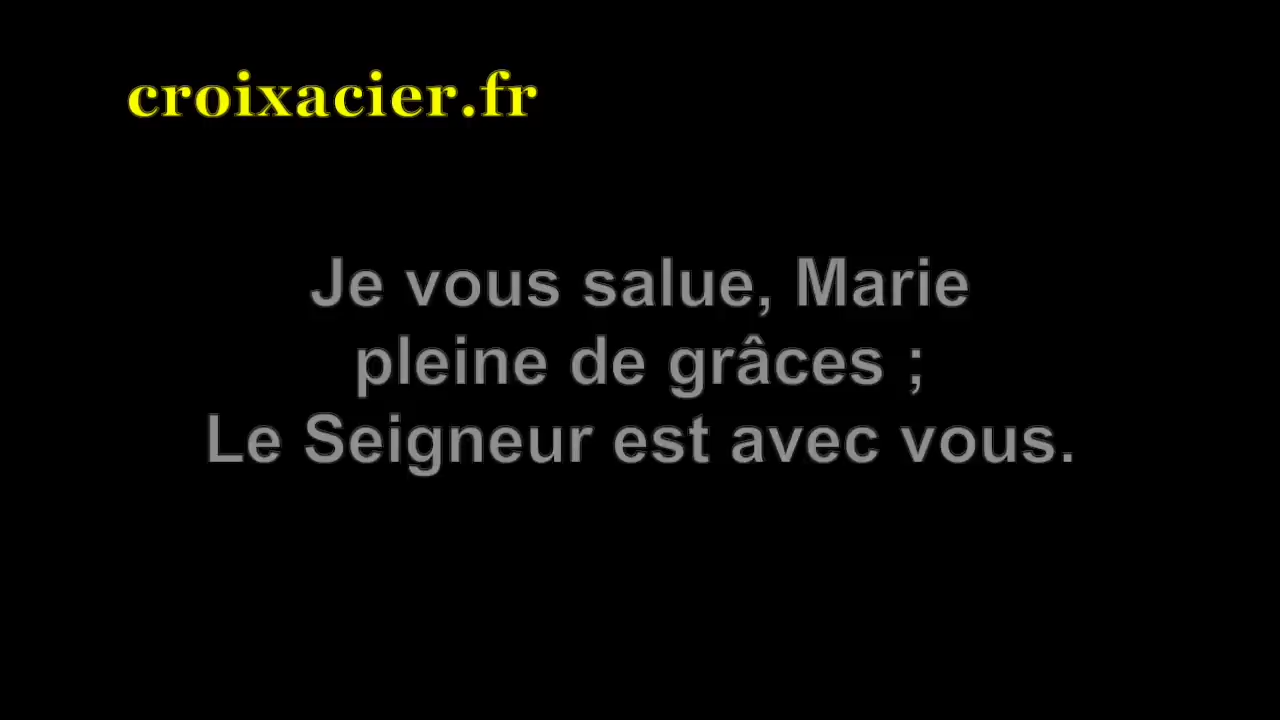 croixacier.fr
Je vous salue, Marie
pleine de grâces ;
Le Seigneur est avec vous.